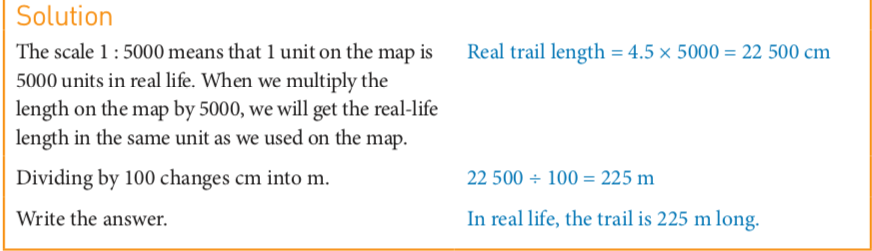 Solution
The scale 1 : 5000 means that 1 unit on the map is
5000 units in real life. When we multiply the
length on the map by 5000, we will get the real-life
length in the same unit as we used on the map.
Real trail length = 4.5 × 5000 = 22 500 cm
Dividing by 100 changes cm into m.
22 500 ÷ 100 = 225 m
Write the answer.
In real life, the trail is 225 m long.